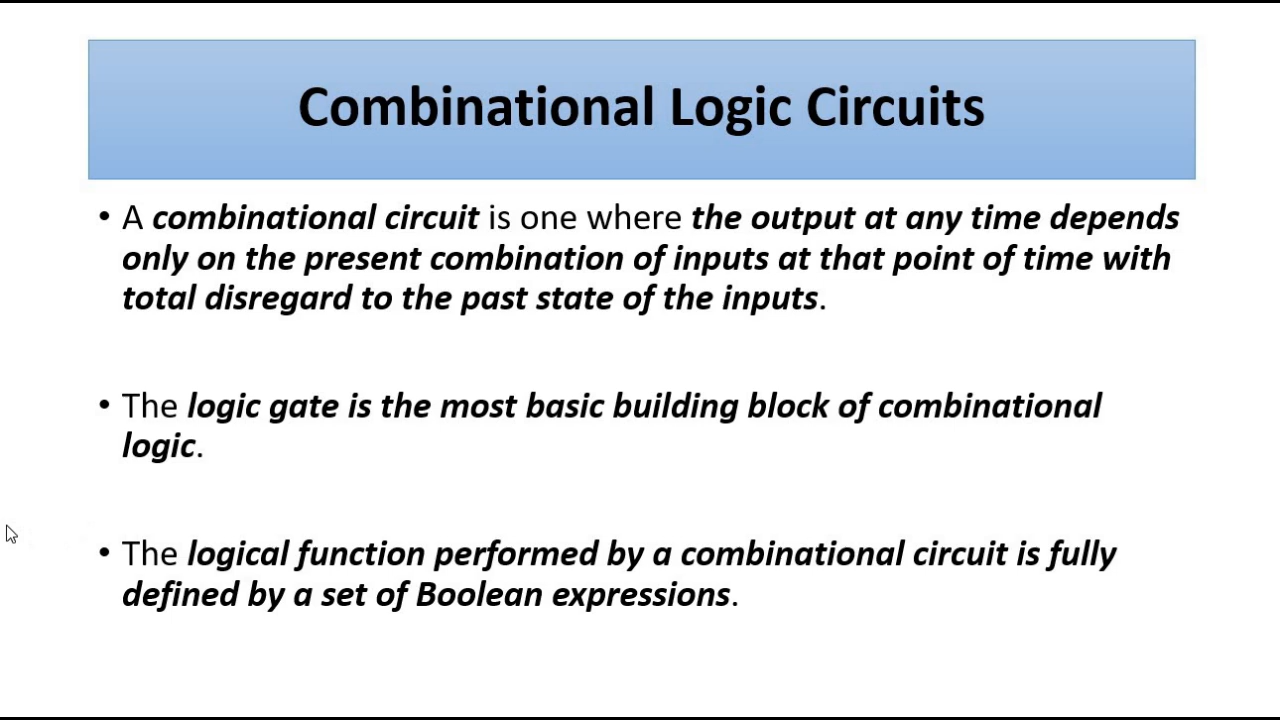 Combinational Logic Circuits
• A combinational circuit is one where the output at any time depends
only on the present combination of inputs at that point of time with
total disregard to the past state of the inputs.
• The logic gate is the most basic building block of combinational
logic.
• The logical function performed by a combinational circuit is fully
defined by a set of Boolean expressions.